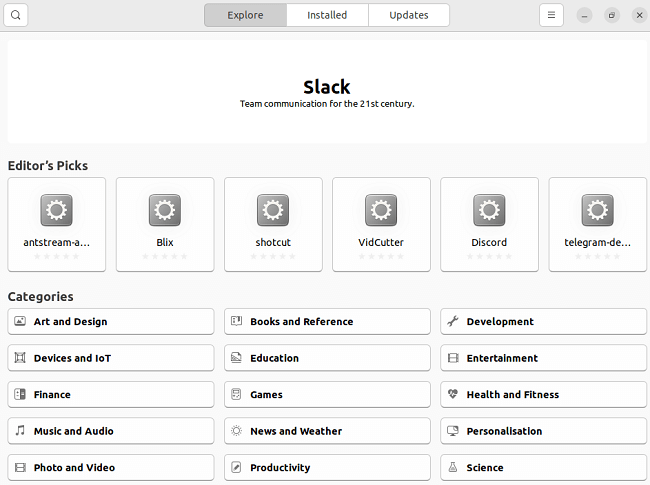 Explore Installed Updates
Slack
Team communication for the 21st century.
Editor's Picks
antstream-a... Blix shotcut VidCutter Discord telegram-de...
Categories
Art and Design Books and Reference Development
Devices and IoT Education Entertainment
Finance Games Health and Fitness
Music and Audio News and Weather Personalisation
Photo and Video Productivity Science